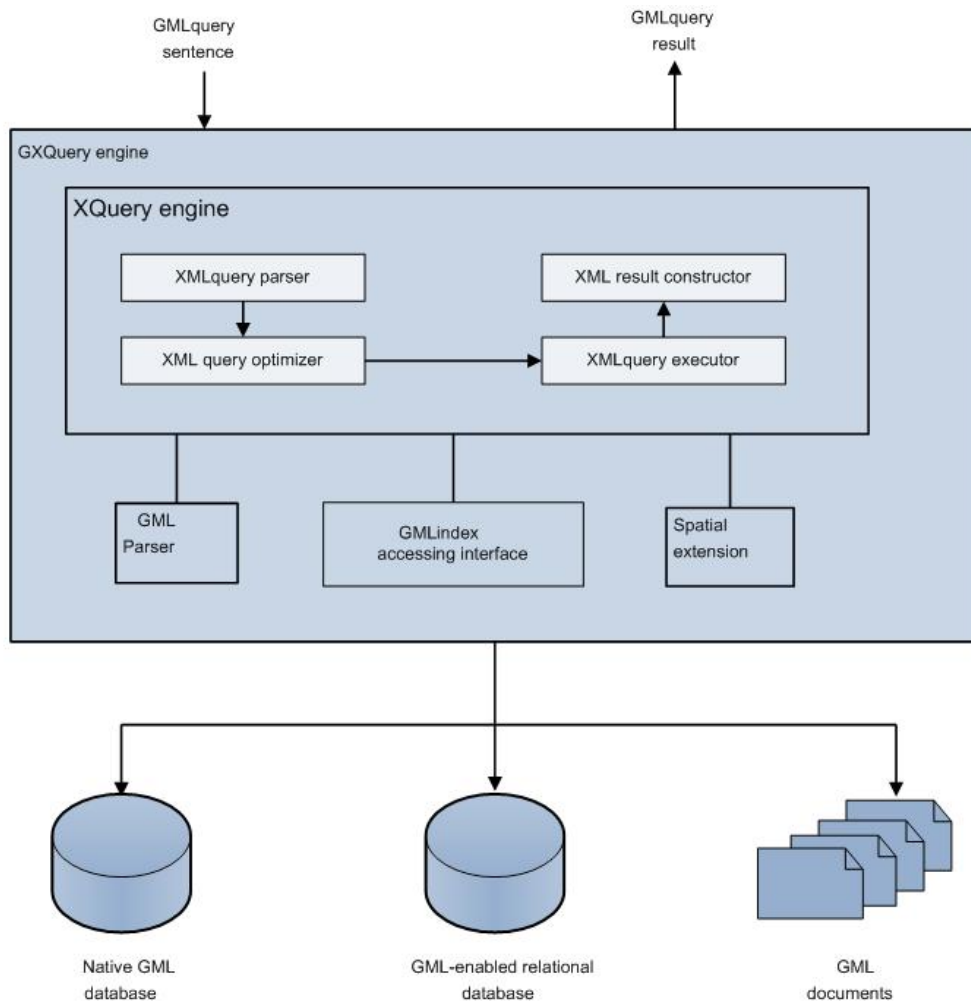 GMLquery
sentence
GMLquery
result
GXQuery engine
XQuery engine
XMLquery parser
XML result constructor
XML query optimizer
XMLquery executor
GML
Parser
GMLindex
accessing interface
Spatial
extension
Native GML
database
GML-enabled relational
database
GML
documents